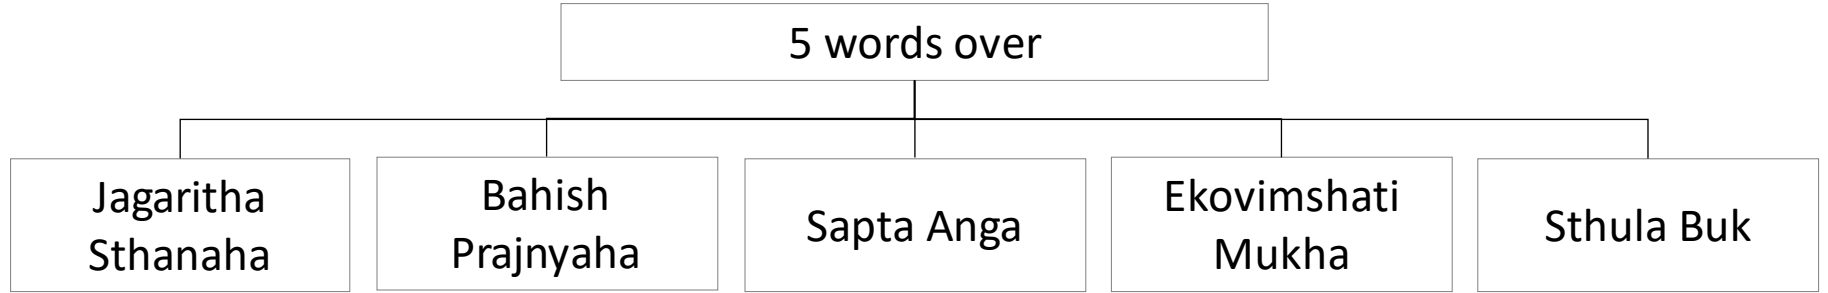 5 words over
Jagaritha
Sthanaha
Bahish
Prajnyaha
Sapta Anga
Ekovimshati
Mukha
Sthula Buk